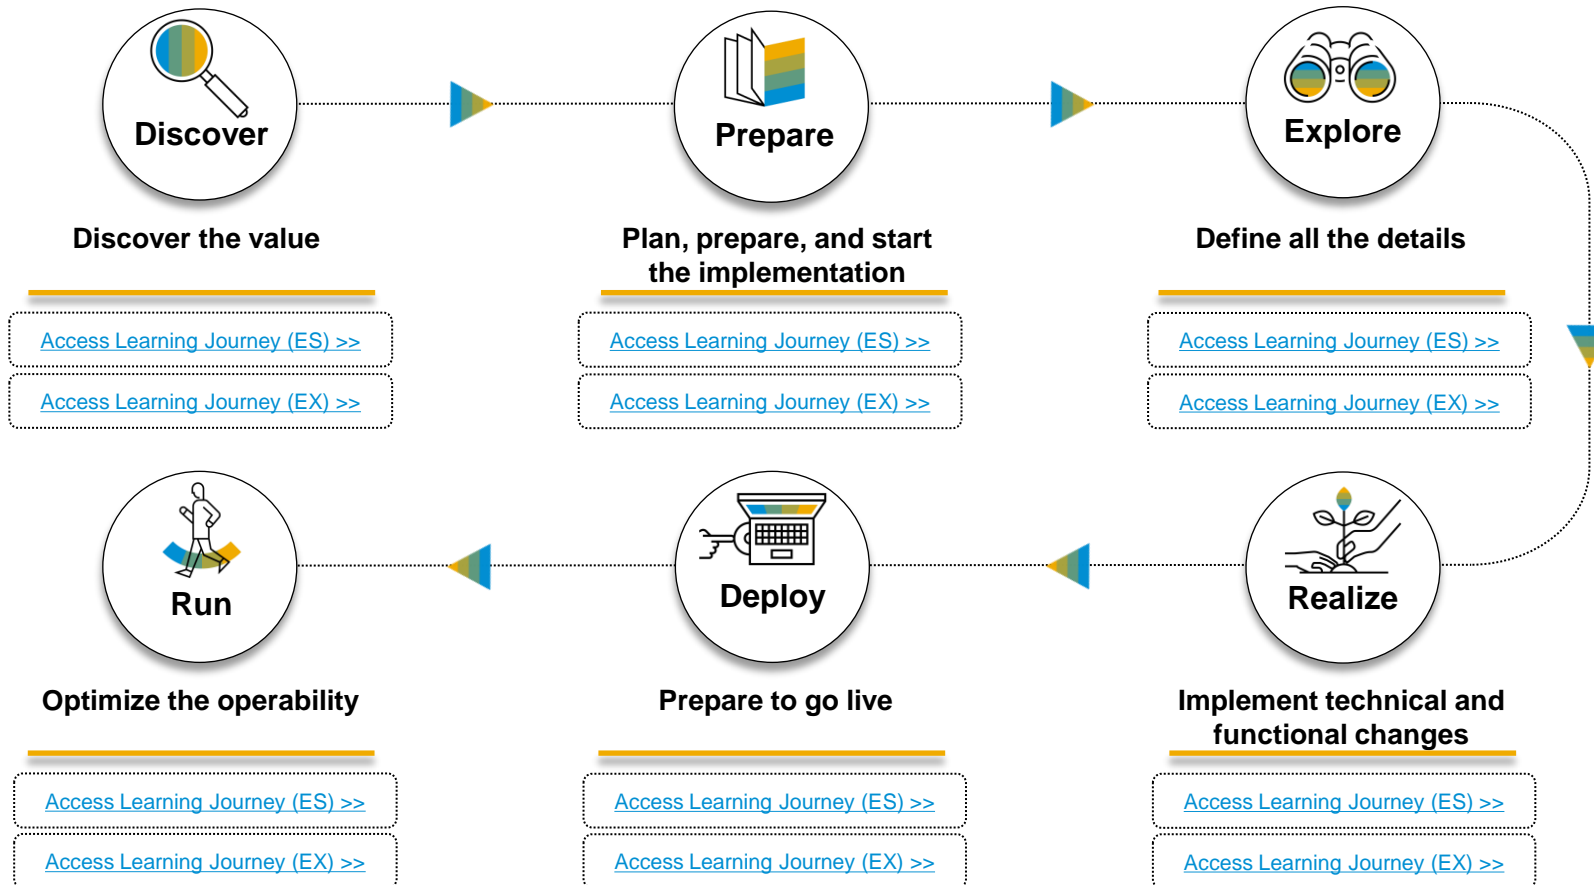 Discover
Prepare
Explore
Discover the value
Plan, prepare, and start
the implementation
Define all the details
Access Learning Journey (ES) >>
Access Learning Journey (ES) >>
Access Learning Journey (ES) >>
Access Learning Journey (EX) >>
Access Learning Journey (EX) >>
Access Learning Journey (EX) >>
Run
Deploy
Realize
Optimize the operability
Prepare to go live
Implement technical and
functional changes
Access Learning Journey (ES) >>
Access Learning Journey (ES) >>
Access Learning Journey (ES) >>
Access Learning Journey (EX) >>
Access Learning Journey (EX) >>
Access Learning Journey (EX) >>